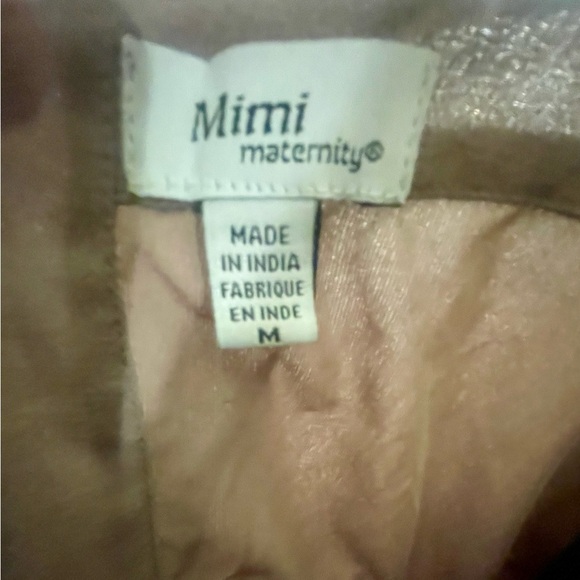 Mimi
maternity®
MADE
IN INDIA
FABRIQUE
EN INDE
M